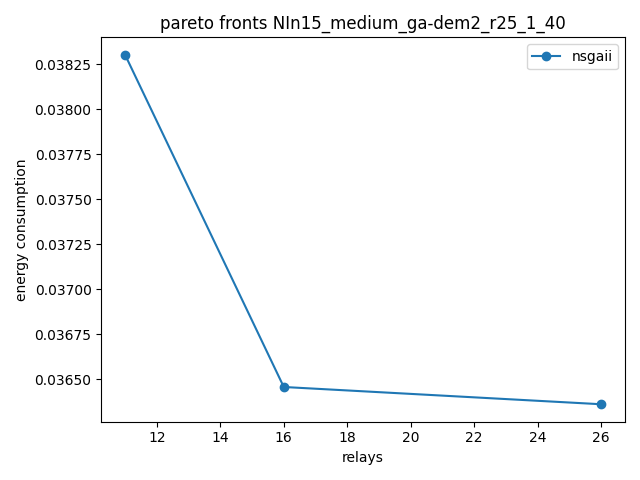 pareto fronts NIn15_medium_ga-dem2_r25_1_40
nsgaii
energy consumption
0.03825
0.03800
0.03775
0.03750
0.03725
0.03700
0.03675
0.03650
12 14 16 18 20 22 24 26
relays